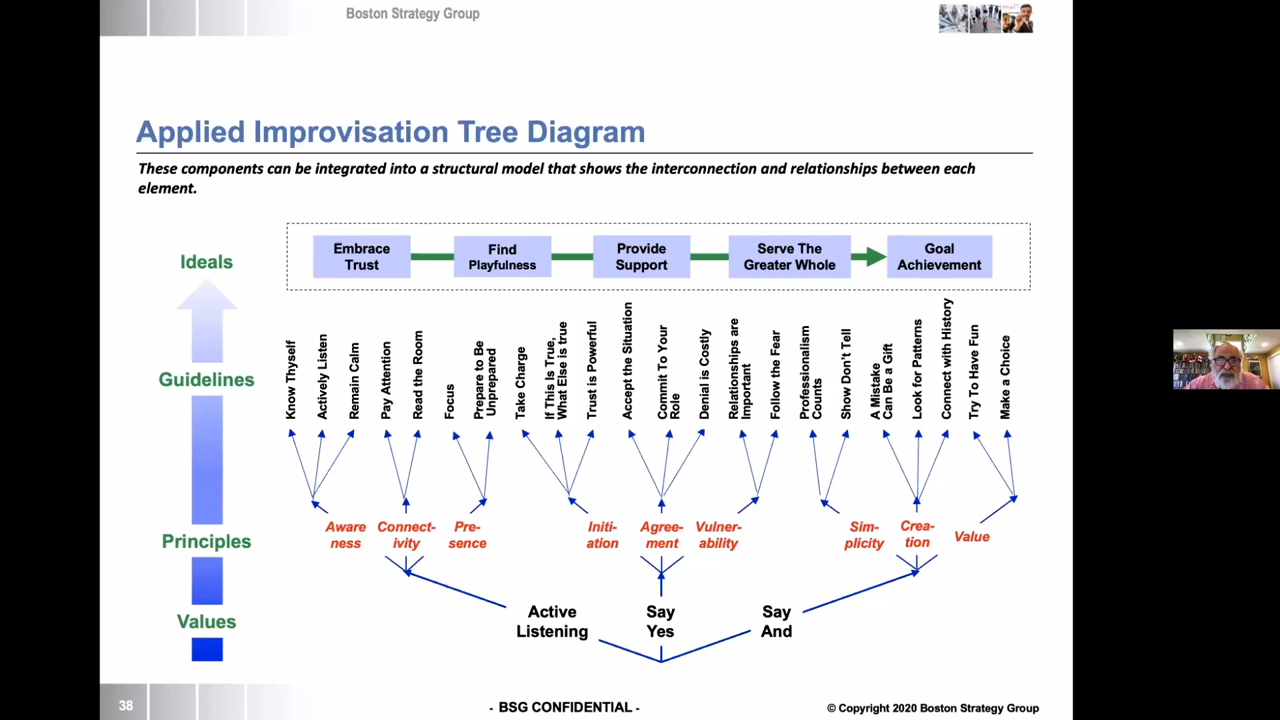 Boston Strategy Group
Applied Improvisation Tree Diagram
These components can be integrated into a structural model that shows the interconnection and relationships between each
element.
Ideals
Embrace
Trust
Find
Playfulness
Provide
Support
Serve The
Greater Whole
Goal
Achievement
Guidelines
Know Thyself
Actively Listen
Remain Calm
Pay Attention
Read the Room
Focus
Prepare to Be
Unprepared
Take Charge
If This Is True,
What Else is true
Trust is Powerful
Accept the Situation
Commit To Your
Role
Denial is Costly
Relationships are
Important
Follow the Fear
Professionalism
Counts
Show Don't Tell
A Mistake
Can Be a Gift
Look for Patterns
Connect with History
Try To Have Fun
Make a Choice
Principles
Aware
ness
Connect-
ivity
Pre-
sence
Initi-
ation
Agree-
ment
Vulner-
ability
Sim-
plicity
Crea-
tion
Value
Values
Active
Listening
Say
Yes
Say
And
38
- BSG CONFIDENTIAL -
© Copyright 2020 Boston Strategy Group